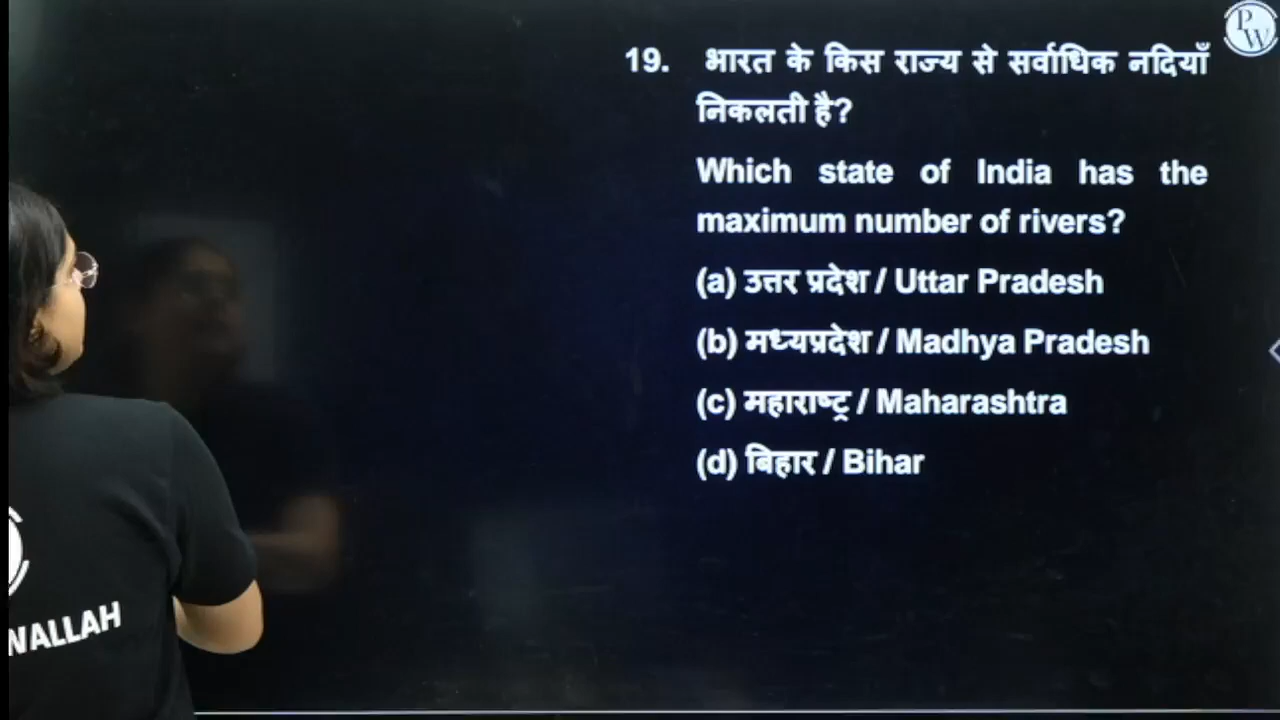 PW
19. भारत के किस राज्य से सर्वाधिक नदियाँ
निकलती है?
Which state of India has the
maximum number of rivers?
(a) उत्तर प्रदेश / Uttar Pradesh
(b) मध्यप्रदेश / Madhya Pradesh
(c) महाराष्ट्र / Maharashtra
(d) बिहार / Bihar
WALLAH